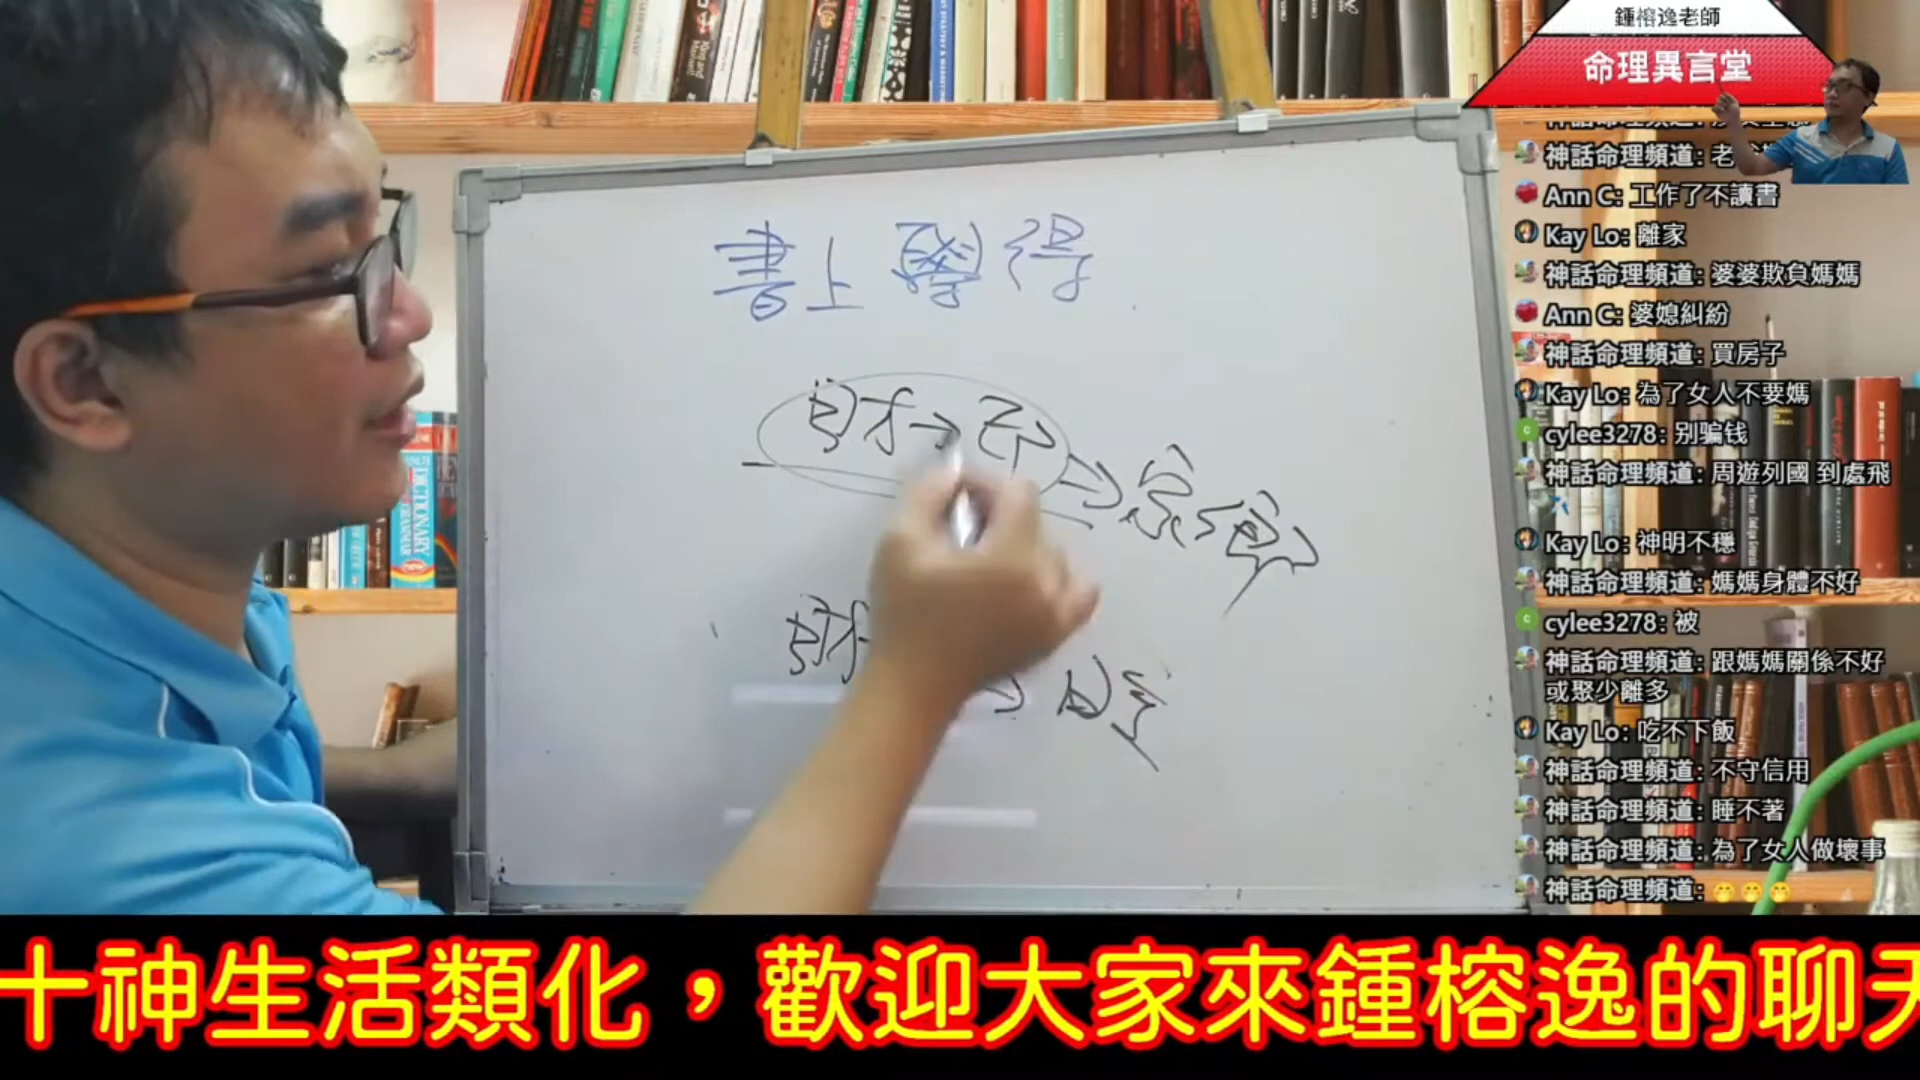 鍾榕逸老師
命理異言堂
書上學得
財→印
財
神話命理頻道: 老
Ann C: 工作了不讀書
Kay Lo: 離家
神話命理頻道: 婆婆欺負媽媽
Ann C: 婆媳糾紛
神話命理頻道: 買房子
Kay Lo: 為了女人不要媽
cylee3278: 别骗钱
神話命理頻道: 周遊列國 到處飛
Kay Lo: 神明不穩
神話命理頻道: 媽媽身體不好
cylee3278: 被
神話命理頻道: 跟媽媽關係不好
或聚少離多
Kay Lo: 吃不下飯
神話命理頻道: 不守信用
神話命理頻道: 睡不著
神話命理頻道: 為了女人做壞事
神話命理頻道: 🤭🤭🤭
DICTIONARY
十神生活類化，歡迎大家來鍾榕逸的聊天